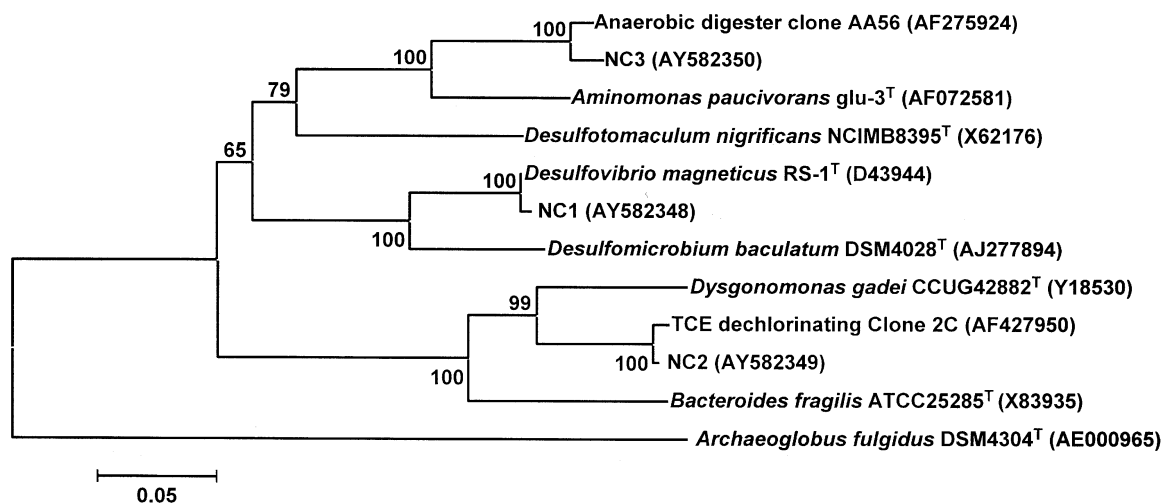 100 Anaerobic digester clone AA56 (AF275924)
100 NC3 (AY582350)
79 Aminomonas paucivorans glu-3ᵀ (AF072581)
Desulfotomaculum nigrificans NCIMB8395ᵀ (X62176)
65
100 Desulfovibrio magneticus RS-1ᵀ (D43944)
NC1 (AY582348)
100 Desulfomicrobium baculatum DSM4028ᵀ (AJ277894)
Dysgonomonas gadei CCUG42882ᵀ (Y18530)
99
TCE dechlorinating Clone 2C (AF427950)
100 NC2 (AY582349)
100
Bacteroides fragilis ATCC25285ᵀ (X83935)
Archaeoglobus fulgidus DSM4304ᵀ (AE000965)
0.05